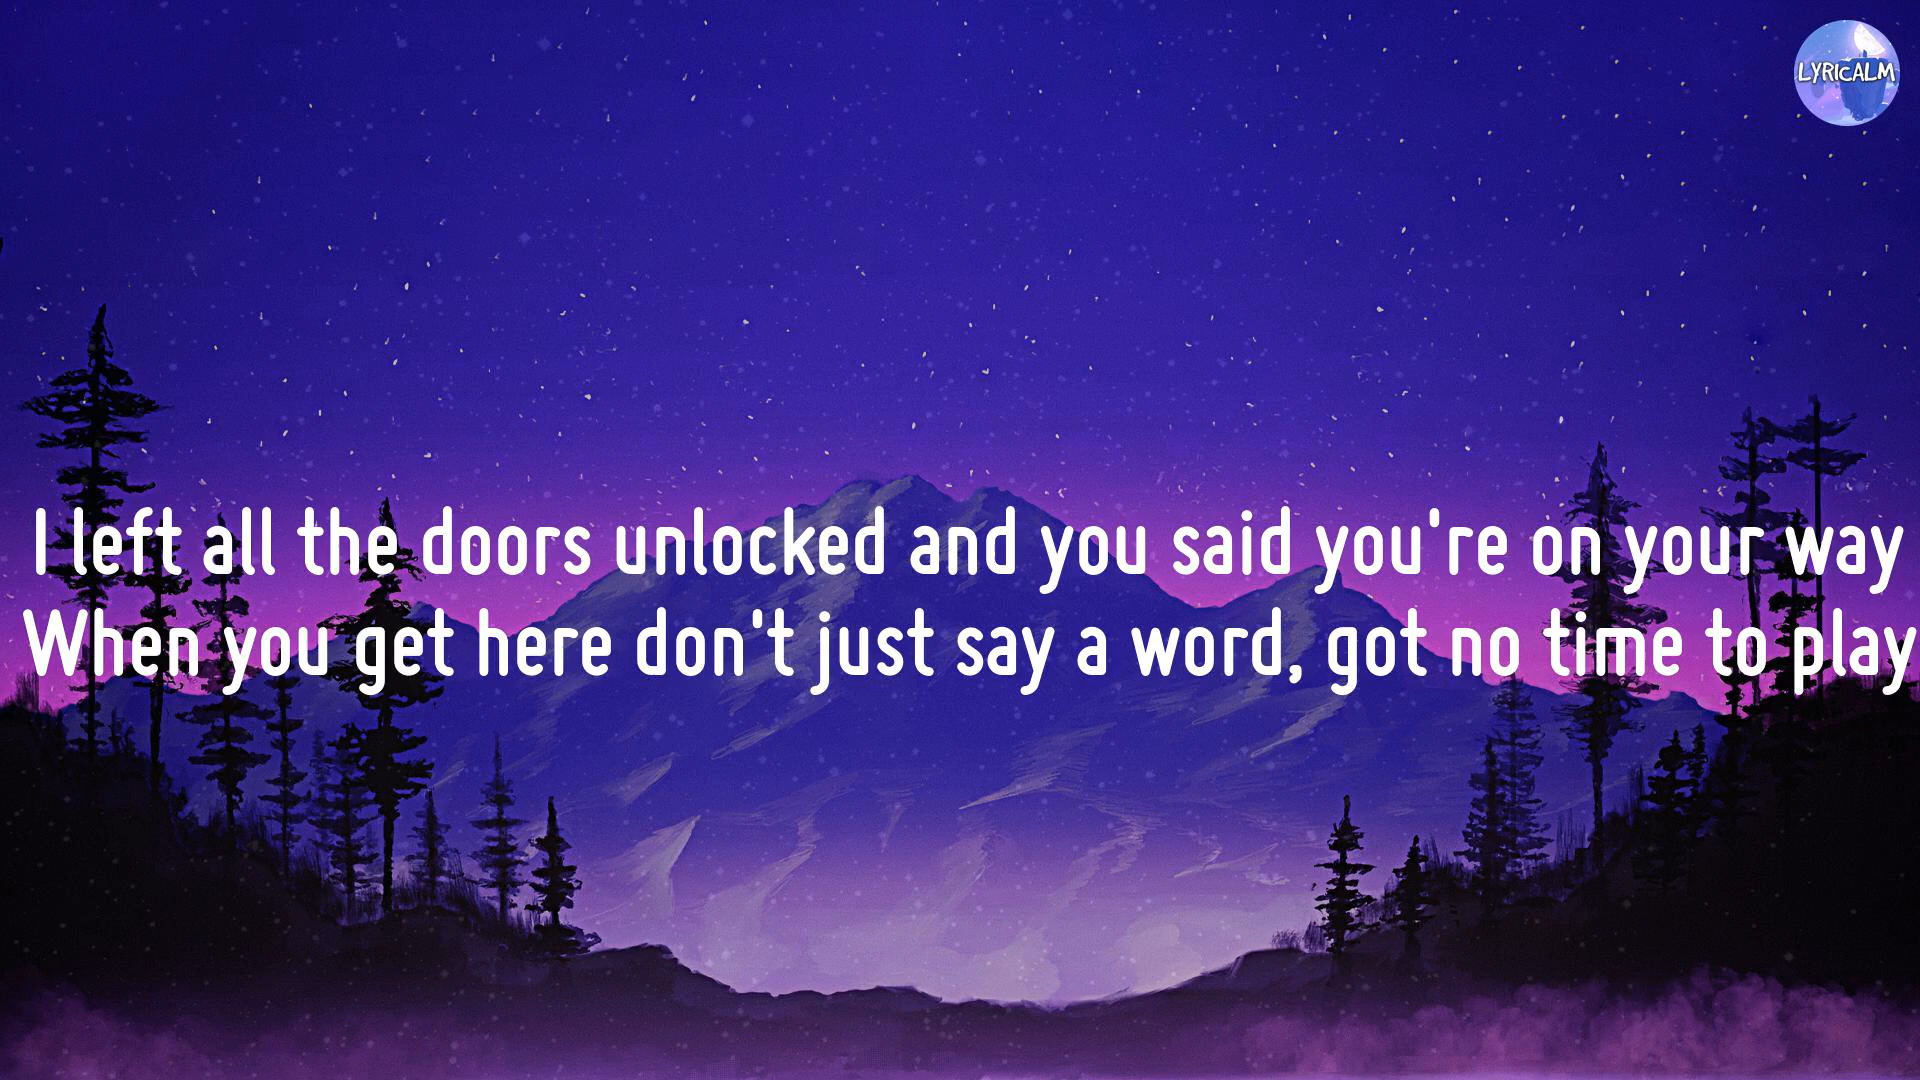 LYRICALM
I left all the doors unlocked and you said you're on your way
When you get here don't just say a word, got no time to play